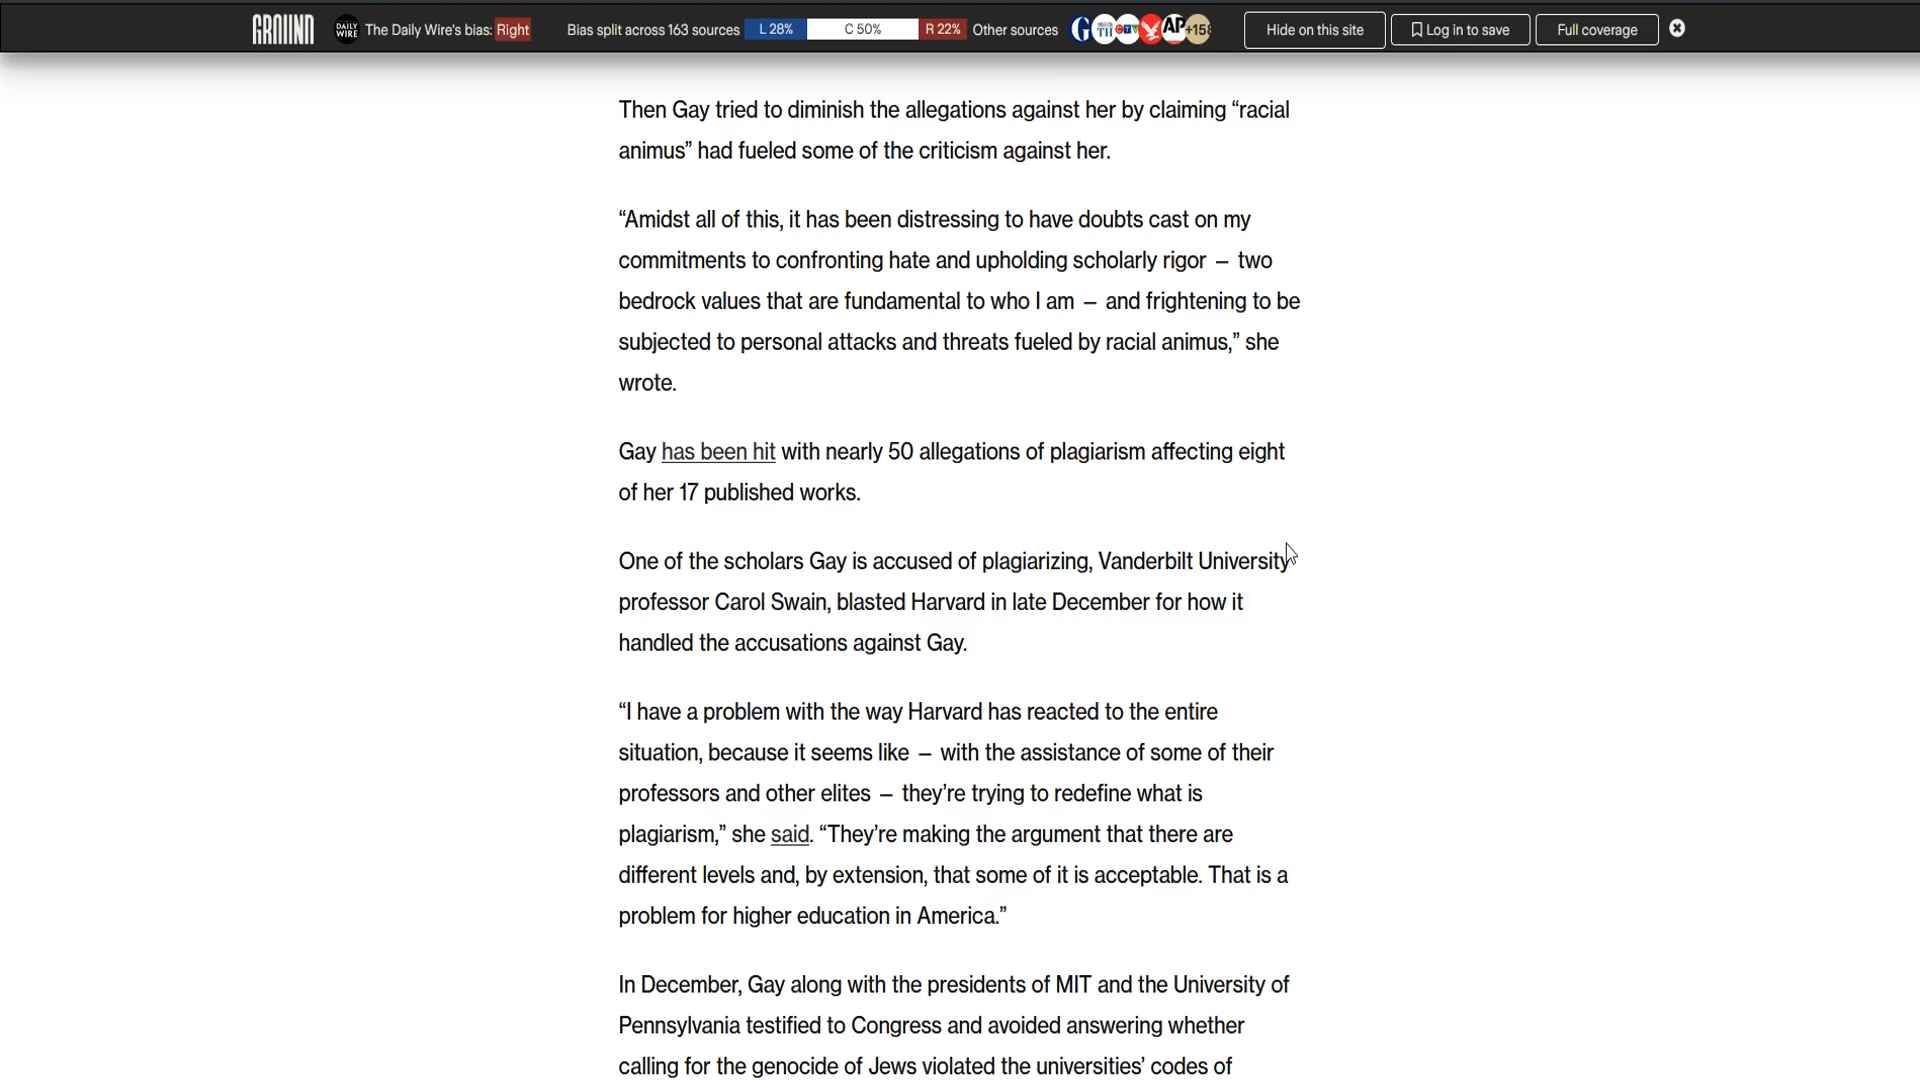 GROUND DAILY WIRE The Daily Wire's bias: Right Bias split across 163 sources L 28% C 50% R 22% Other sources G TH CTV AP +158 Hide on this site Log in to save Full coverage
Then Gay tried to diminish the allegations against her by claiming “racial
animus” had fueled some of the criticism against her.
“Amidst all of this, it has been distressing to have doubts cast on my
commitments to confronting hate and upholding scholarly rigor – two
bedrock values that are fundamental to who I am – and frightening to be
subjected to personal attacks and threats fueled by racial animus,” she
wrote.
Gay has been hit with nearly 50 allegations of plagiarism affecting eight
of her 17 published works.
One of the scholars Gay is accused of plagiarizing, Vanderbilt University
professor Carol Swain, blasted Harvard in late December for how it
handled the accusations against Gay.
“I have a problem with the way Harvard has reacted to the entire
situation, because it seems like – with the assistance of some of their
professors and other elites – they’re trying to redefine what is
plagiarism,” she said. “They’re making the argument that there are
different levels and, by extension, that some of it is acceptable. That is a
problem for higher education in America.”
In December, Gay along with the presidents of MIT and the University of
Pennsylvania testified to Congress and avoided answering whether
calling for the genocide of Jews violated the universities’ codes of